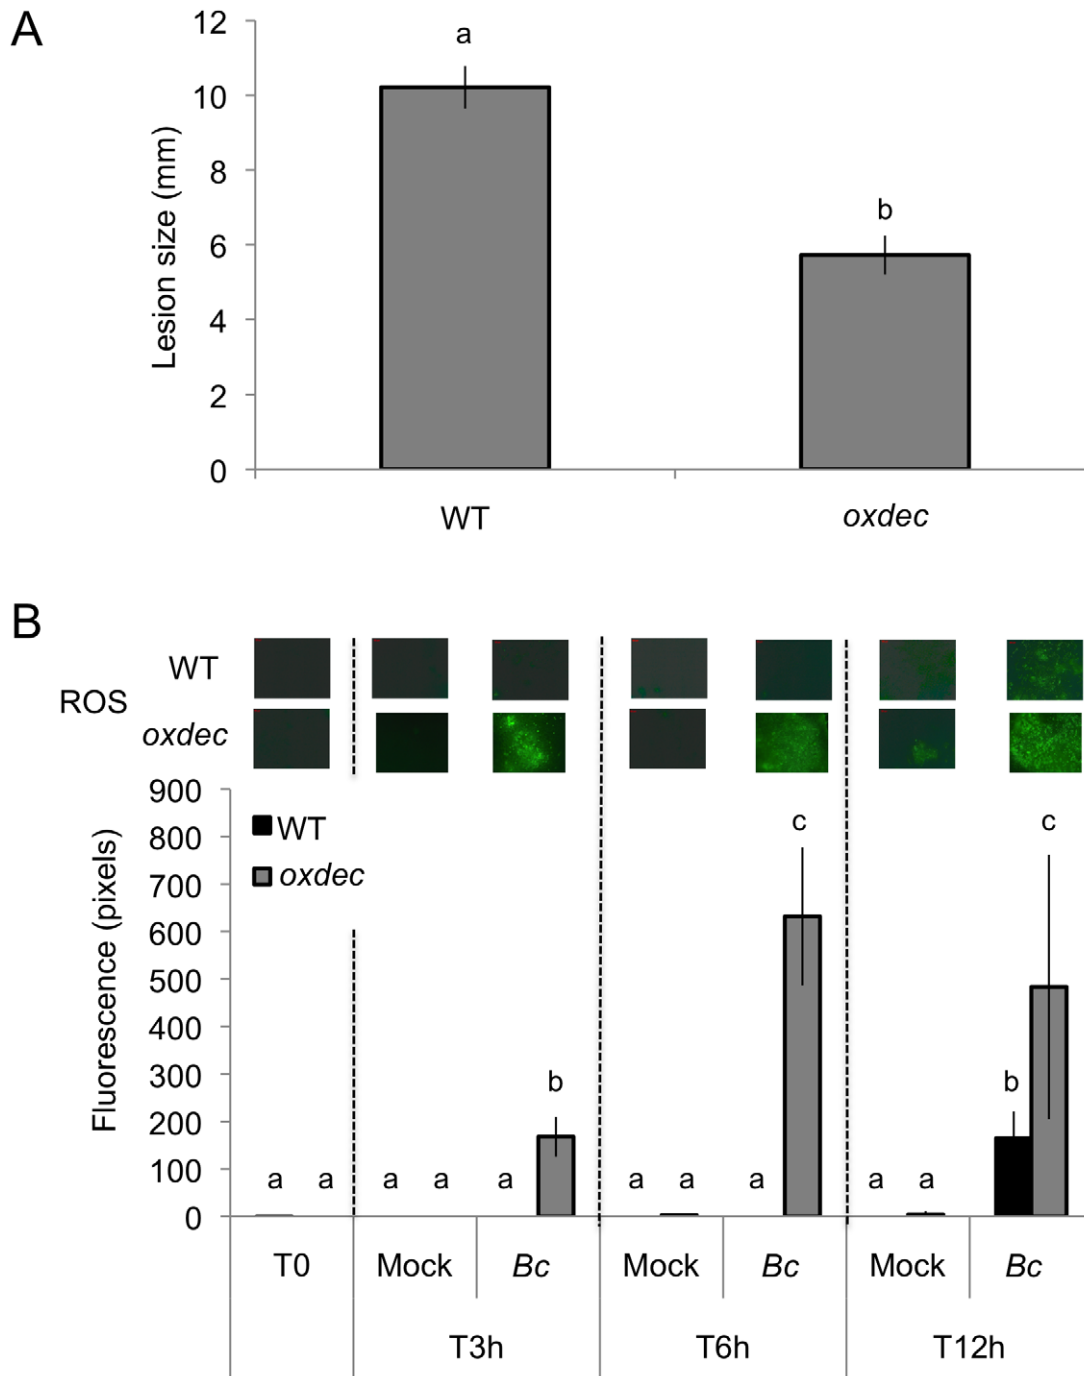 A
12
10
8
6
4
2
0
Lesion size (mm)
a
b
WT
oxdec
B
ROS
WT
oxdec
900
800
700
600
500
400
300
200
100
0
Fluorescence (pixels)
WT
oxdec
a a a a a b a a a c a a b c
T0 Mock Bc Mock Bc Mock Bc
T3h T6h T12h